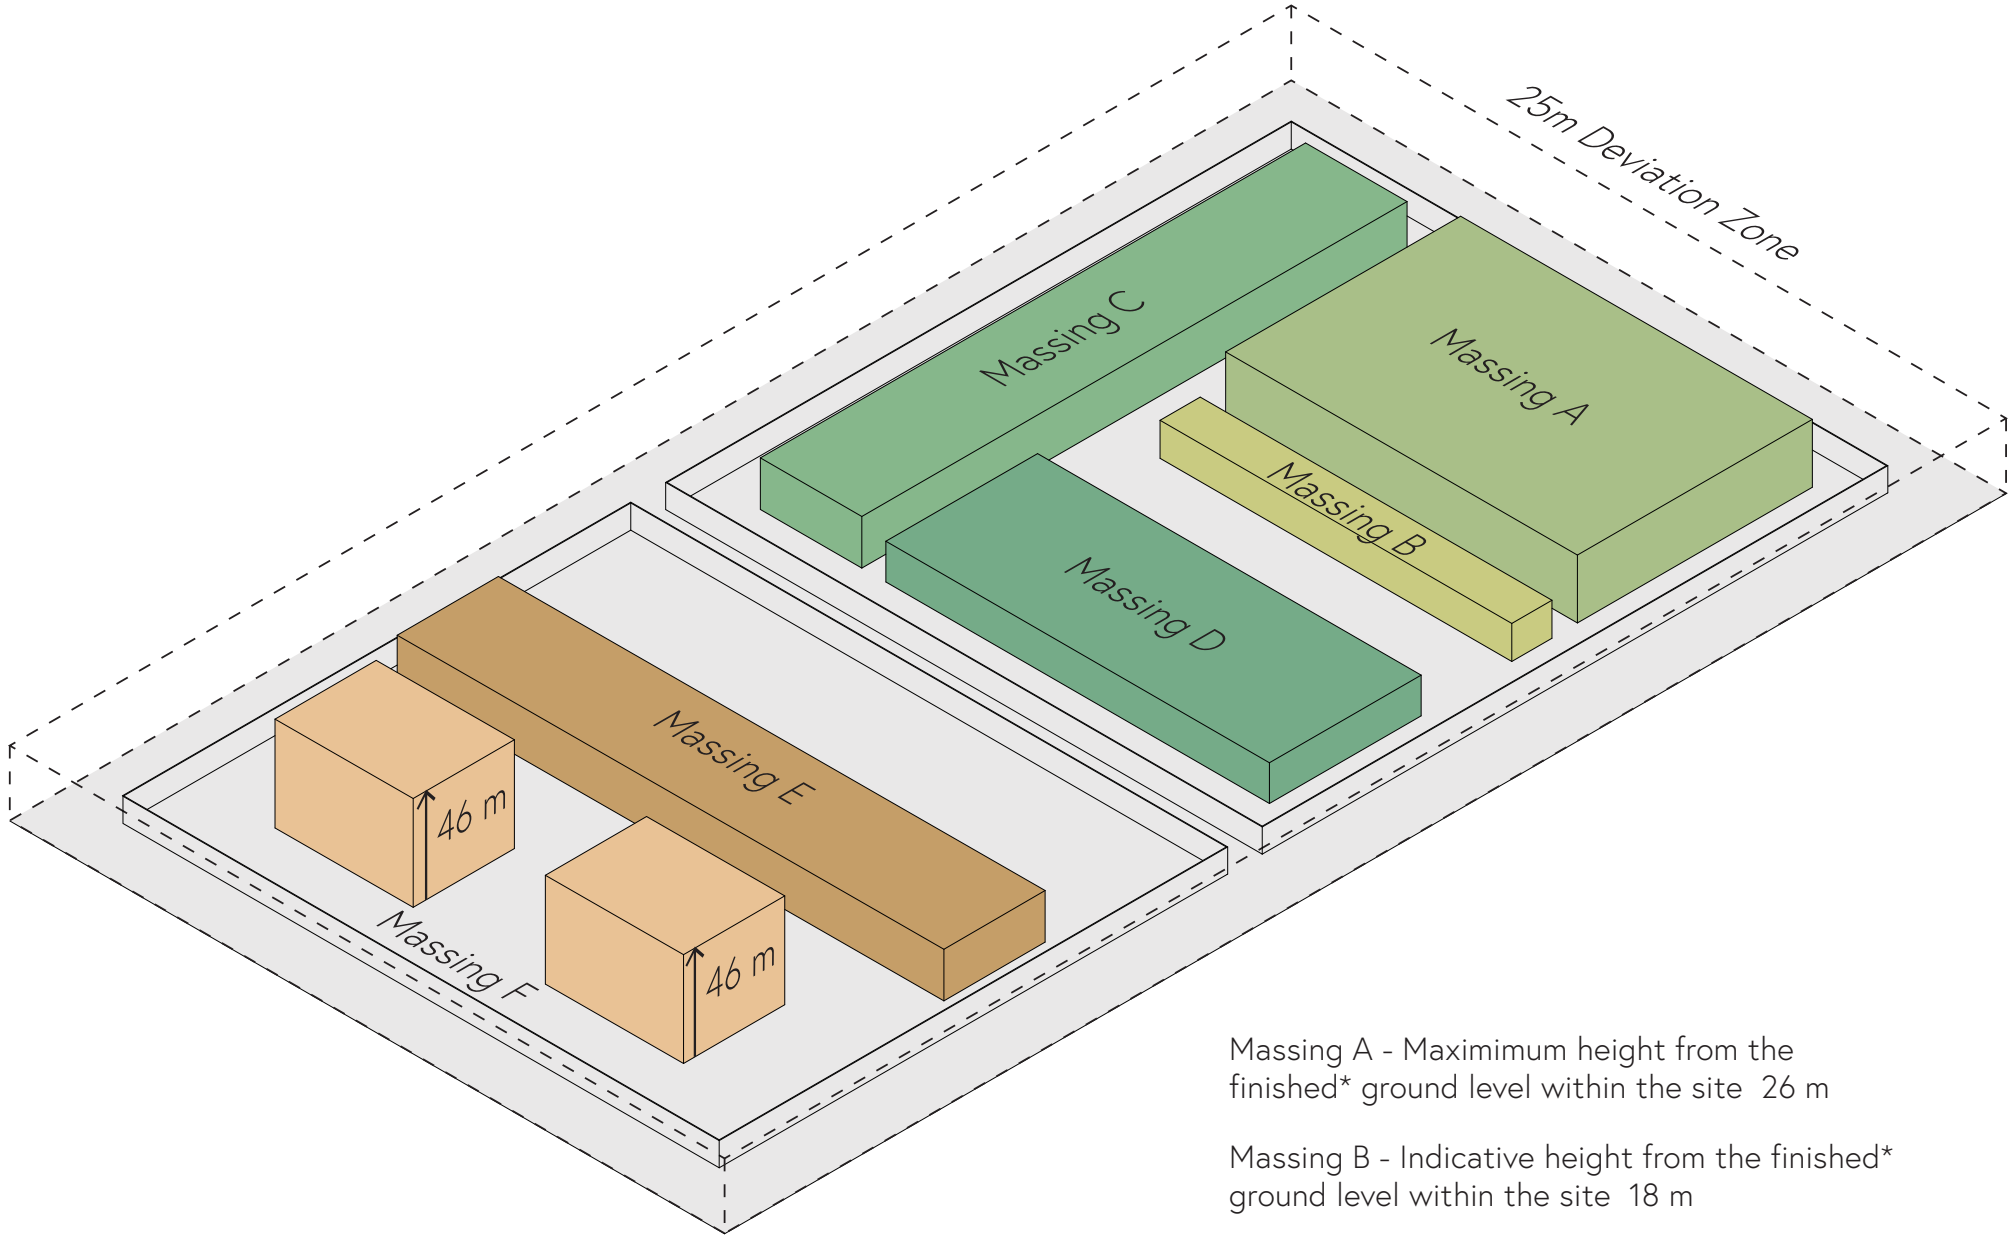 25m Deviation Zone
Massing C
Massing A
Massing B
Massing D
Massing E
46 m
46 m
Massing F
Massing A - Maximimum height from the
finished* ground level within the site  26 m
Massing B - Indicative height from the finished*
ground level within the site  18 m